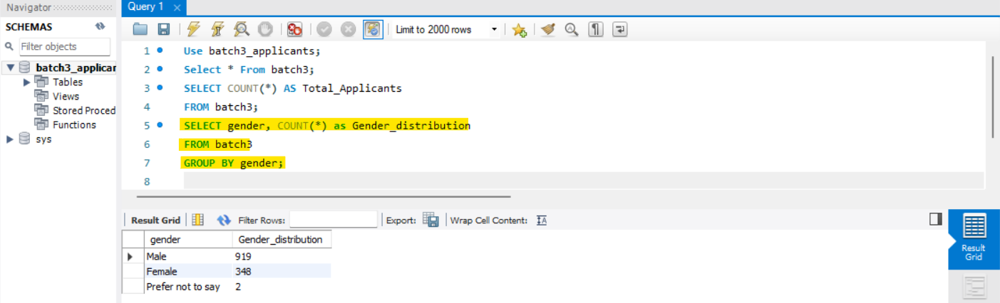 Navigator
Query 1
SCHEMAS
Filter objects
batch3_applicar
Tables
Views
Stored Proced
Functions
sys
Limit to 2000 rows
1 Use batch3_applicants;
2 Select * From batch3;
3 SELECT COUNT(*) AS Total_Applicants
4 FROM batch3;
5 SELECT gender, COUNT(*) as Gender_distribution
6 FROM batch3
7 GROUP BY gender;
8
Result Grid Filter Rows: Export: Wrap Cell Content:
gender Gender_distribution
Male 919
Female 348
Prefer not to say 2
Result
Grid